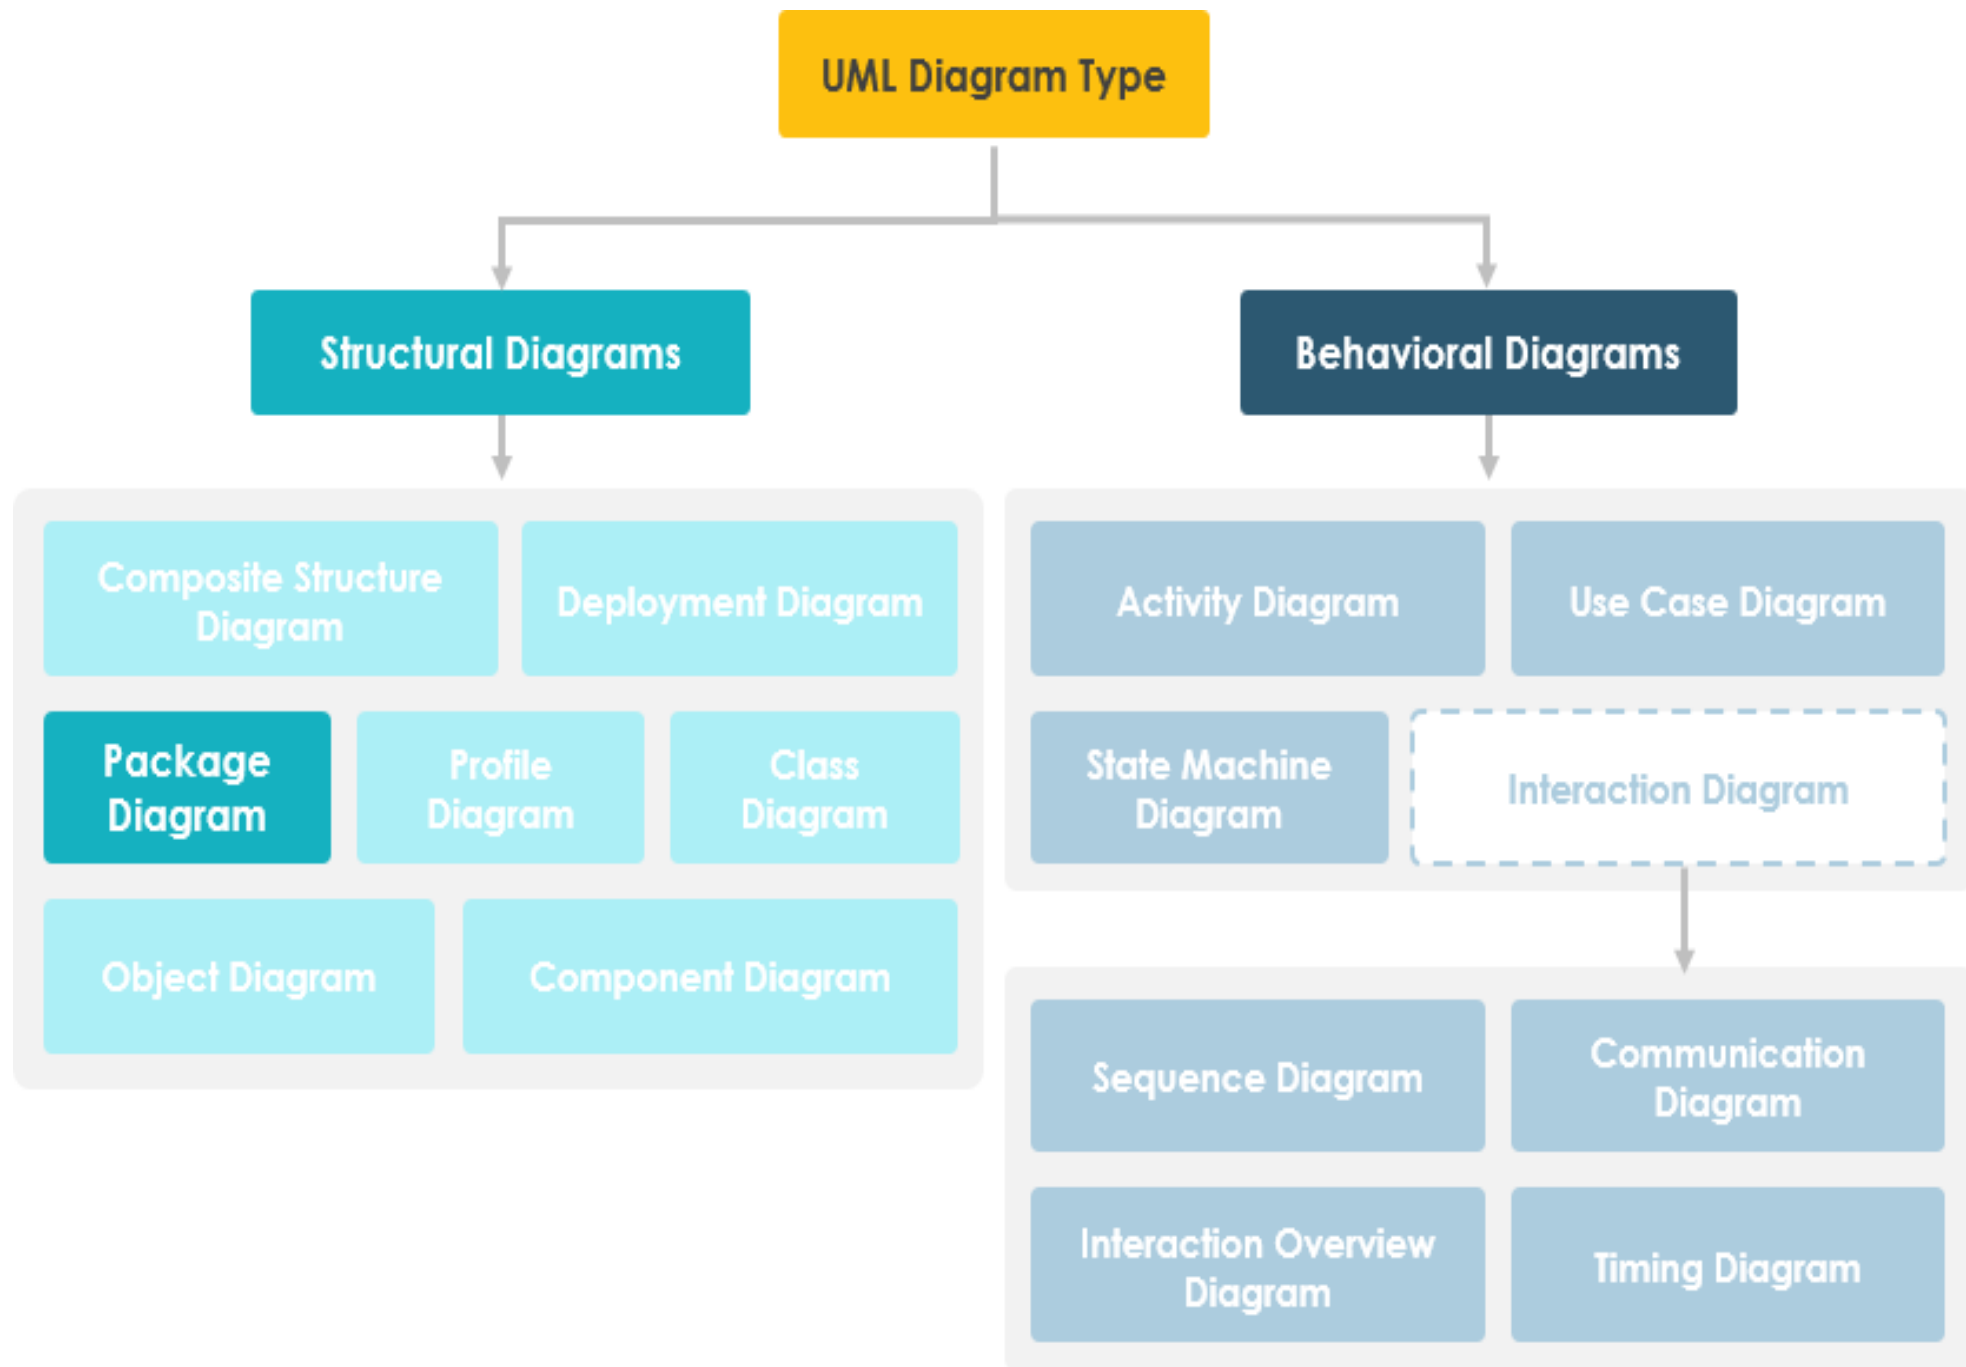 UML Diagram Type
Structural Diagrams
Behavioral Diagrams
Composite Structure
Diagram
Deployment Diagram
Package
Diagram
Profile
Diagram
Class
Diagram
Object Diagram
Component Diagram
Activity Diagram
Use Case Diagram
State Machine
Diagram
Interaction Diagram
Sequence Diagram
Communication
Diagram
Interaction Overview
Diagram
Timing Diagram